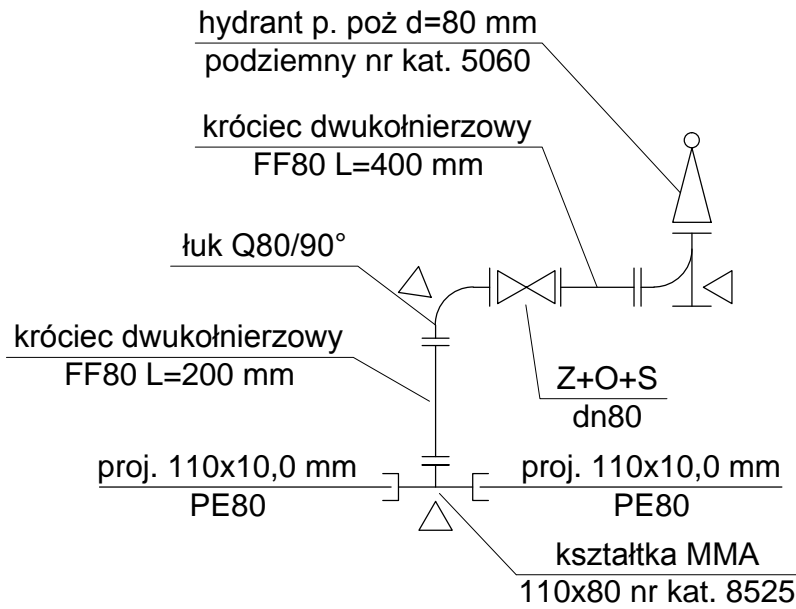 hydrant p. poż d=80 mm
podziemny nr kat. 5060
króciec dwukołnierzowy
FF80 L=400 mm
łuk Q80/90°
króciec dwukołnierzowy
FF80 L=200 mm
Z+O+S
dn80
proj. 110x10,0 mm
PE80
proj. 110x10,0 mm
PE80
kształtka MMA
110x80 nr kat. 8525